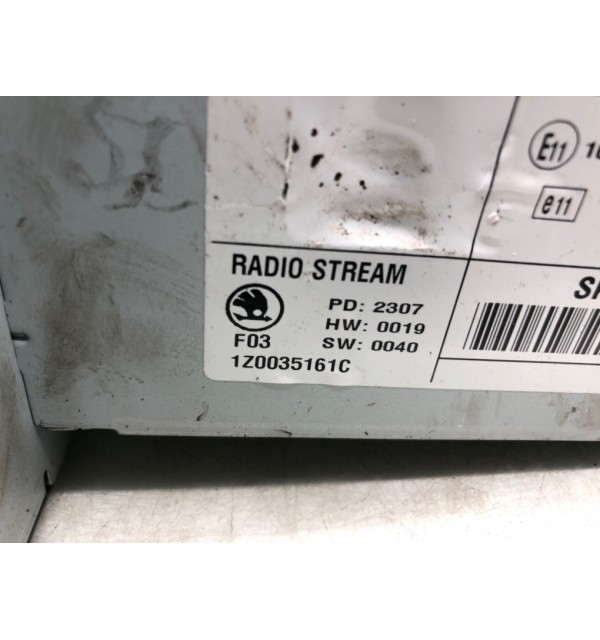 E11
e11
RADIO STREAM
PD: 2307
HW: 0019
F03 SW: 0040
1Z0035161C